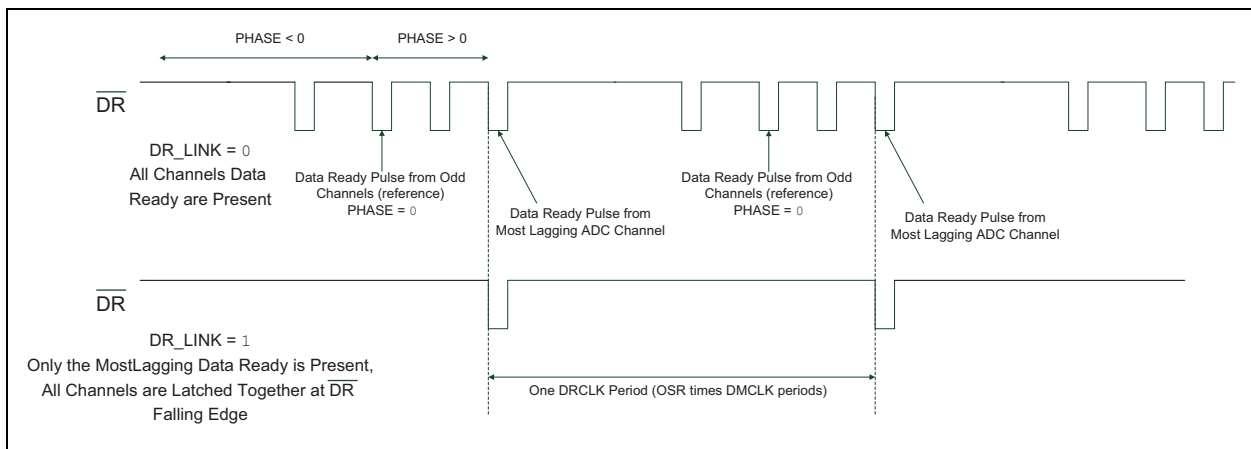 PHASE < 0
PHASE > 0
DR
DR_LINK = 0
All Channels Data
Ready are Present
Data Ready Pulse from Odd
Channels (reference)
PHASE = 0
Data Ready Pulse from
Most Lagging ADC Channel
Data Ready Pulse from Odd
Channels (reference)
PHASE = 0
Data Ready Pulse from
Most Lagging ADC Channel
DR
DR_LINK = 1
Only the MostLagging Data Ready is Present,
All Channels are Latched Together at DR
Falling Edge
One DRCLK Period (OSR times DMCLK periods)